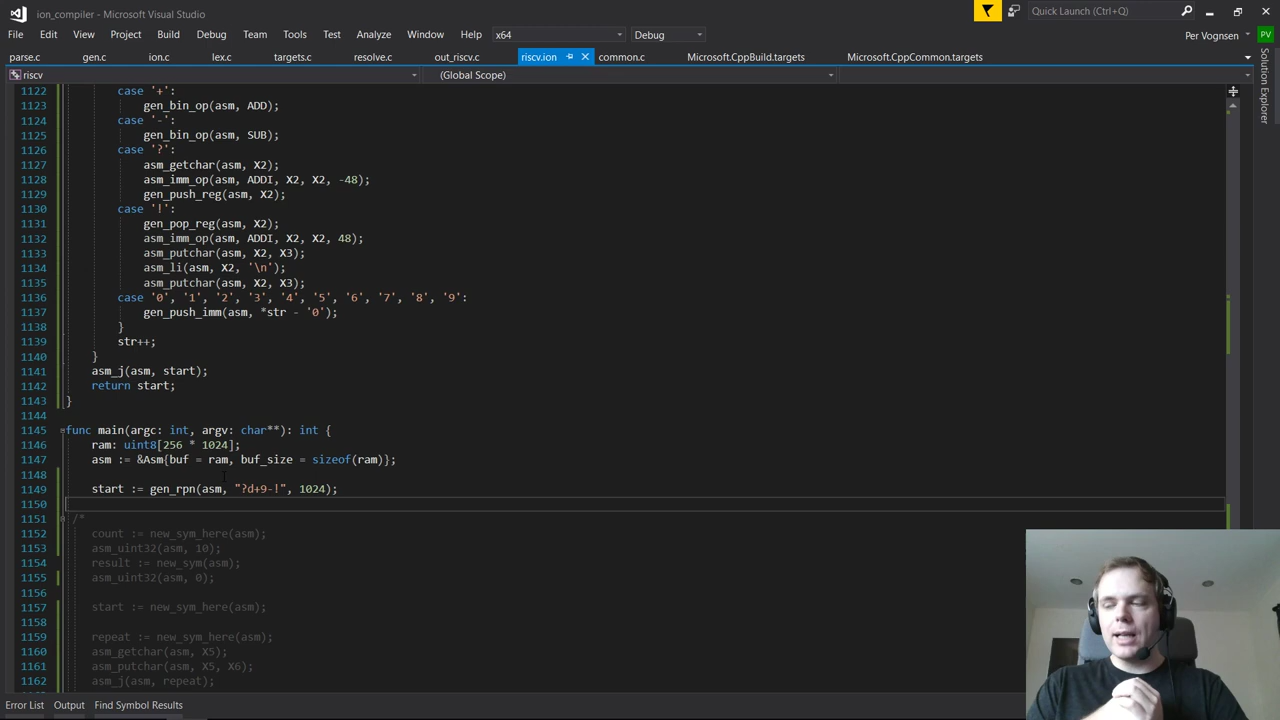 ion_compiler - Microsoft Visual Studio
Quick Launch (Ctrl+Q)
File Edit View Project Build Debug Team Tools Test Analyze Window Help x64 Debug
Per Vognsen PV
parse.c gen.c ion.c lex.c targets.c resolve.c out_riscv.c riscv.ion common.c Microsoft.CppBuild.targets Microsoft.CppCommon.targets
riscv (Global Scope)
Solution Explorer
1122 case '+':
1123 gen_bin_op(asm, ADD);
1124 case '-':
1125 gen_bin_op(asm, SUB);
1126 case '?':
1127 asm_getchar(asm, X2);
1128 asm_imm_op(asm, ADDI, X2, X2, -48);
1129 gen_push_reg(asm, X2);
1130 case '!':
1131 gen_pop_reg(asm, X2);
1132 asm_imm_op(asm, ADDI, X2, X2, 48);
1133 asm_putchar(asm, X2, X3);
1134 asm_li(asm, X2, '\n');
1135 asm_putchar(asm, X2, X3);
1136 case '0', '1', '2', '3', '4', '5', '6', '7', '8', '9':
1137 gen_push_imm(asm, *str - '0');
1138 }
1139 str++;
1140 }
1141 asm_j(asm, start);
1142 return start;
1143 }
1144
1145 func main(argc: int, argv: char**): int {
1146 ram: uint8[256 * 1024];
1147 asm := &Asm{buf = ram, buf_size = sizeof(ram)};
1148
1149 start := gen_rpn(asm, "?d+9-!", 1024);
1150
1151 /*
1152 count := new_sym_here(asm);
1153 asm_uint32(asm, 10);
1154 result := new_sym(asm);
1155 asm_uint32(asm, 0);
1156
1157 start := new_sym_here(asm);
1158
1159 repeat := new_sym_here(asm);
1160 asm_getchar(asm, X5);
1161 asm_putchar(asm, X5, X6);
1162 asm_j(asm, repeat);
Error List Output Find Symbol Results